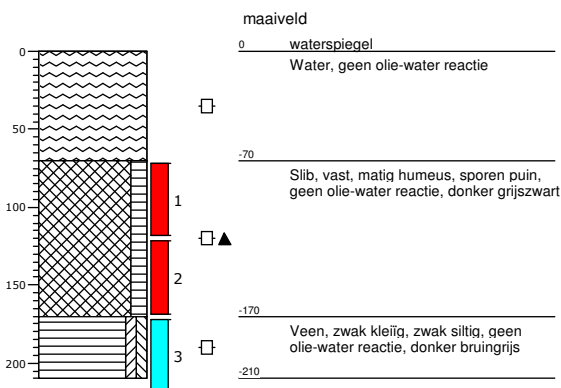 maaiveld
0
0
waterspiegel
Water, geen olie-water reactie
50
-70
Slib, vast, matig humeus, sporen puin,
geen olie-water reactie, donker grijszwart
1
100
2
150
-170
Veen, zwak kleiïg, zwak siltig, geen
olie-water reactie, donker bruingrijs
3
200
-210